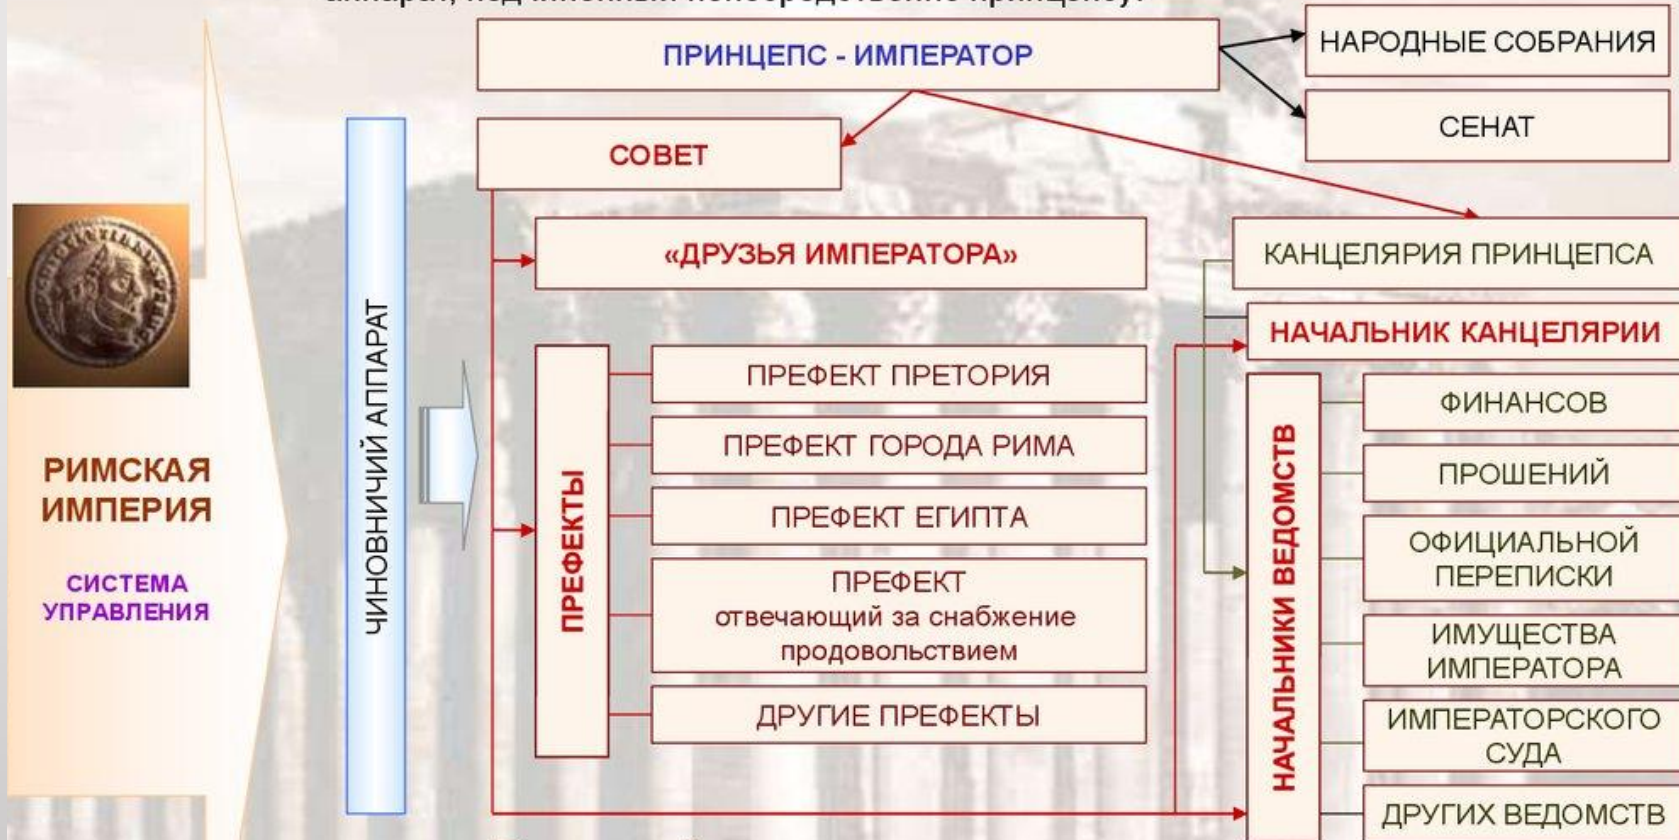 ПРИНЦЕПС - ИМПЕРАТОР
НАРОДНЫЕ СОБРАНИЯ
СЕНАТ
СОВЕТ
«ДРУЗЬЯ ИМПЕРАТОРА»
КАНЦЕЛЯРИЯ ПРИНЦЕПСА
НАЧАЛЬНИК КАНЦЕЛЯРИИ
РИМСКАЯ
ИМПЕРИЯ
СИСТЕМА
УПРАВЛЕНИЯ
ЧИНОВНИЧИЙ АППАРАТ
ПРЕФЕКТЫ
ПРЕФЕКТ ПРЕТОРИЯ
ПРЕФЕКТ ГОРОДА РИМА
ПРЕФЕКТ ЕГИПТА
ПРЕФЕКТ
отвечающий за снабжение
продовольствием
ДРУГИЕ ПРЕФЕКТЫ
НАЧАЛЬНИКИ ВЕДОМСТВ
ФИНАНСОВ
ПРОШЕНИЙ
ОФИЦИАЛЬНОЙ
ПЕРЕПИСКИ
ИМУЩЕСТВА
ИМПЕРАТОРА
ИМПЕРАТОРСКОГО
СУДА
ДРУГИХ ВЕДОМСТВ